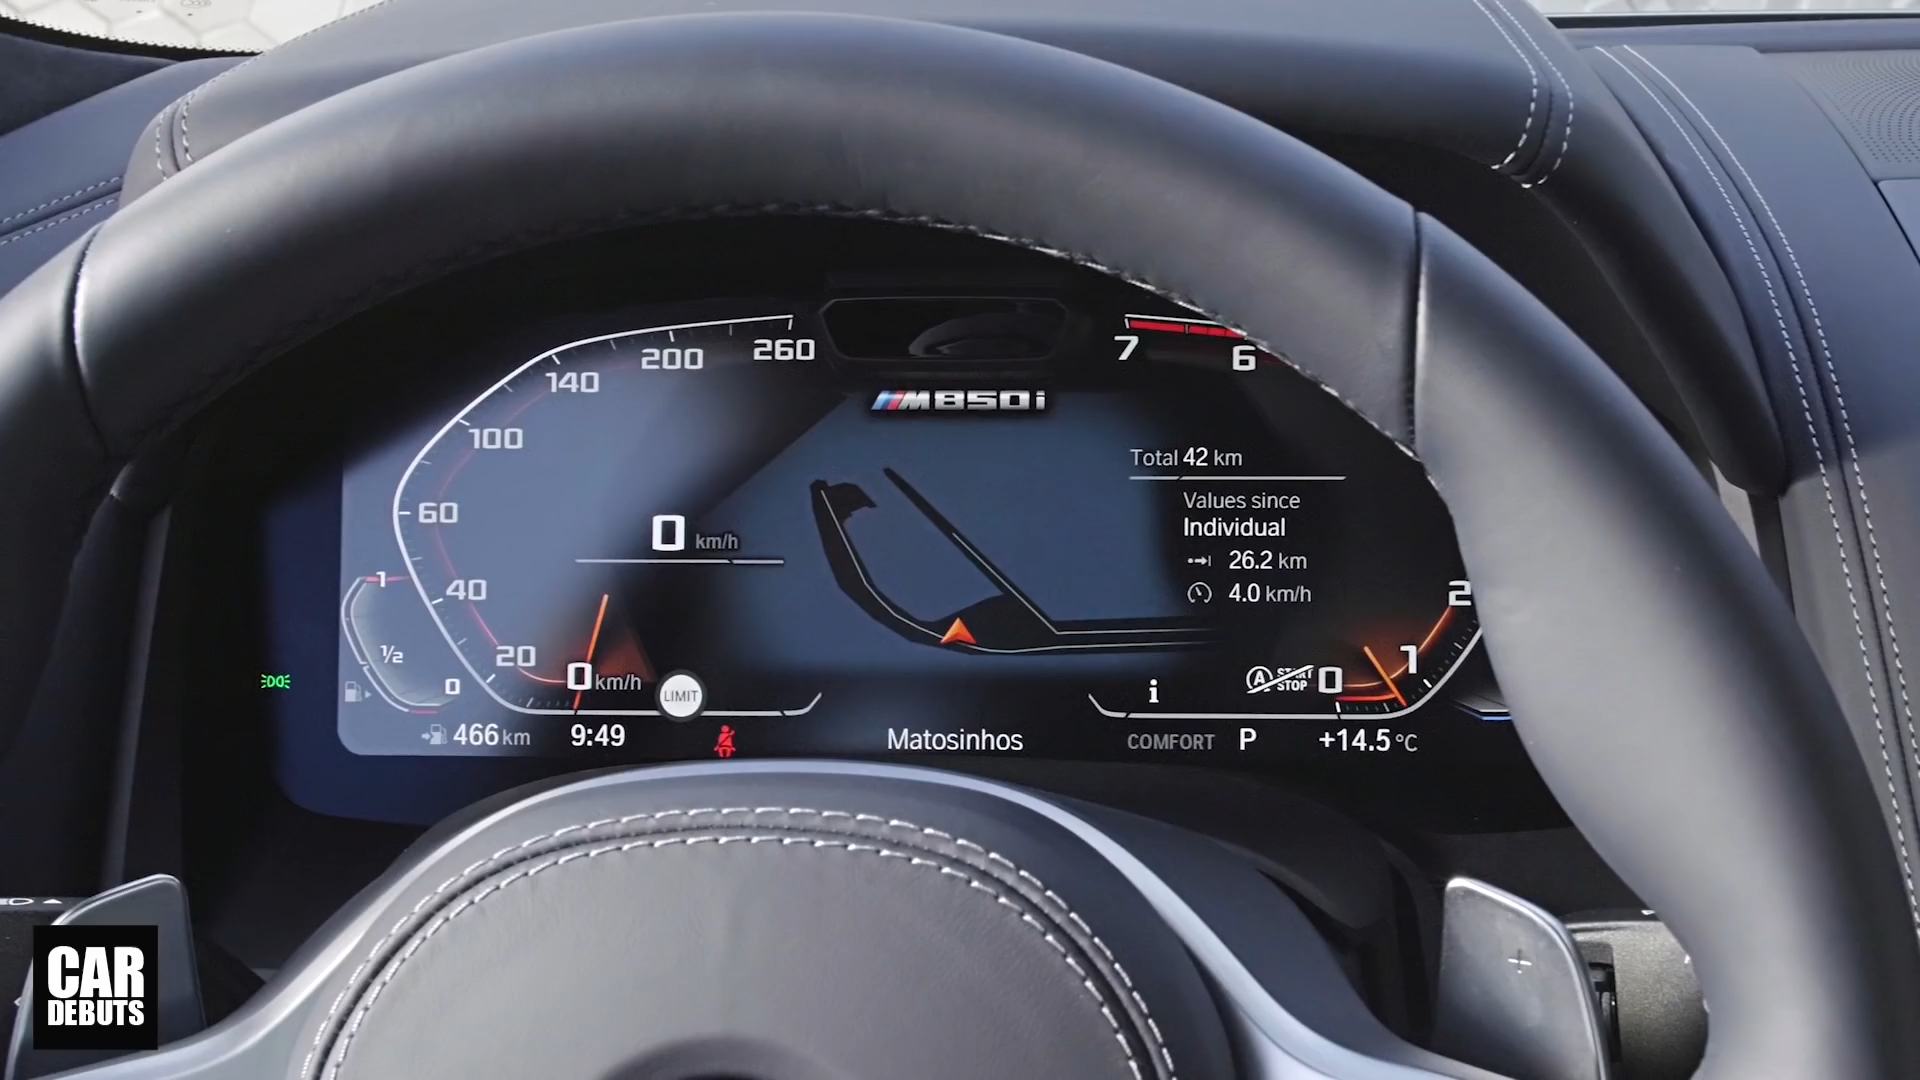 140 200 260
7 6
M850i
100
Total 42 km
60
Values since
Individual
0 km/h
26.2 km
4.0 km/h
1
40
2
1/2
20
0
0 km/h
LIMIT
i
A START STOP
0
1
466 km
9:49
Matosinhos
COMFORT P
+14.5 °C
+
CAR
DEBUTS